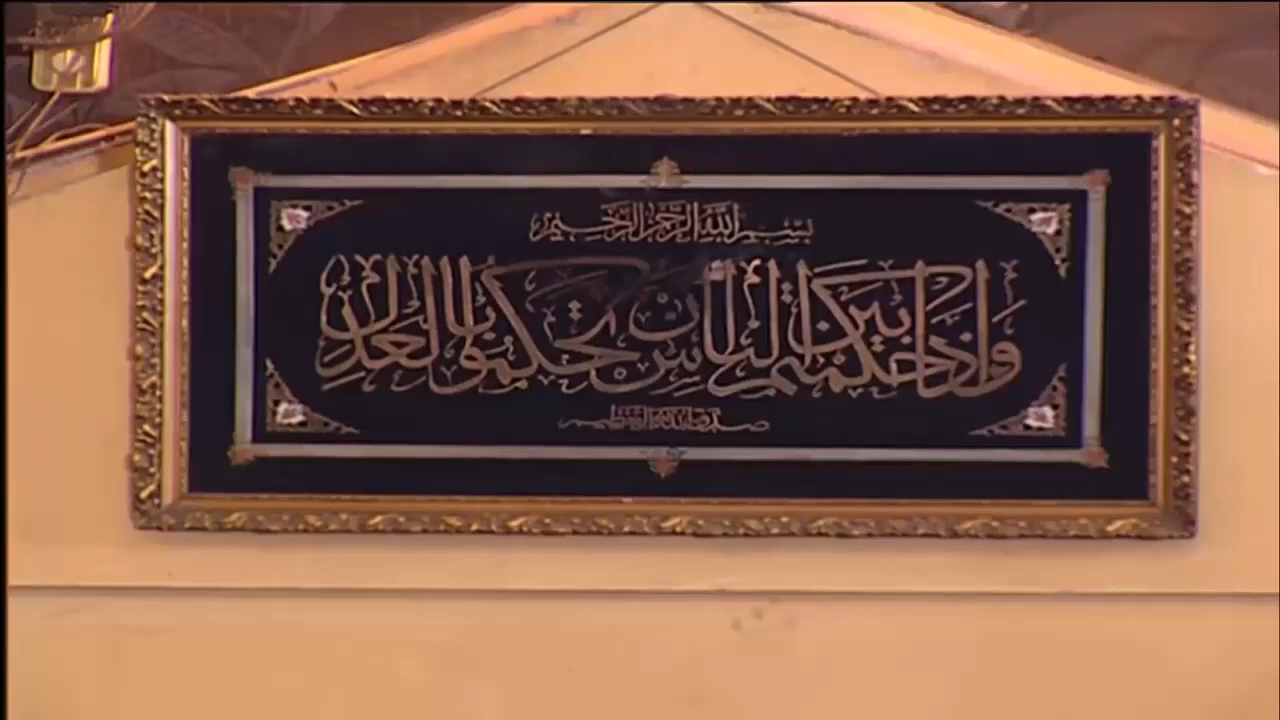 بسم الله الرحمن الرحيم
وإذا حكمتم بين الناس أن تحكموا بالعدل
صدق الله العظيم